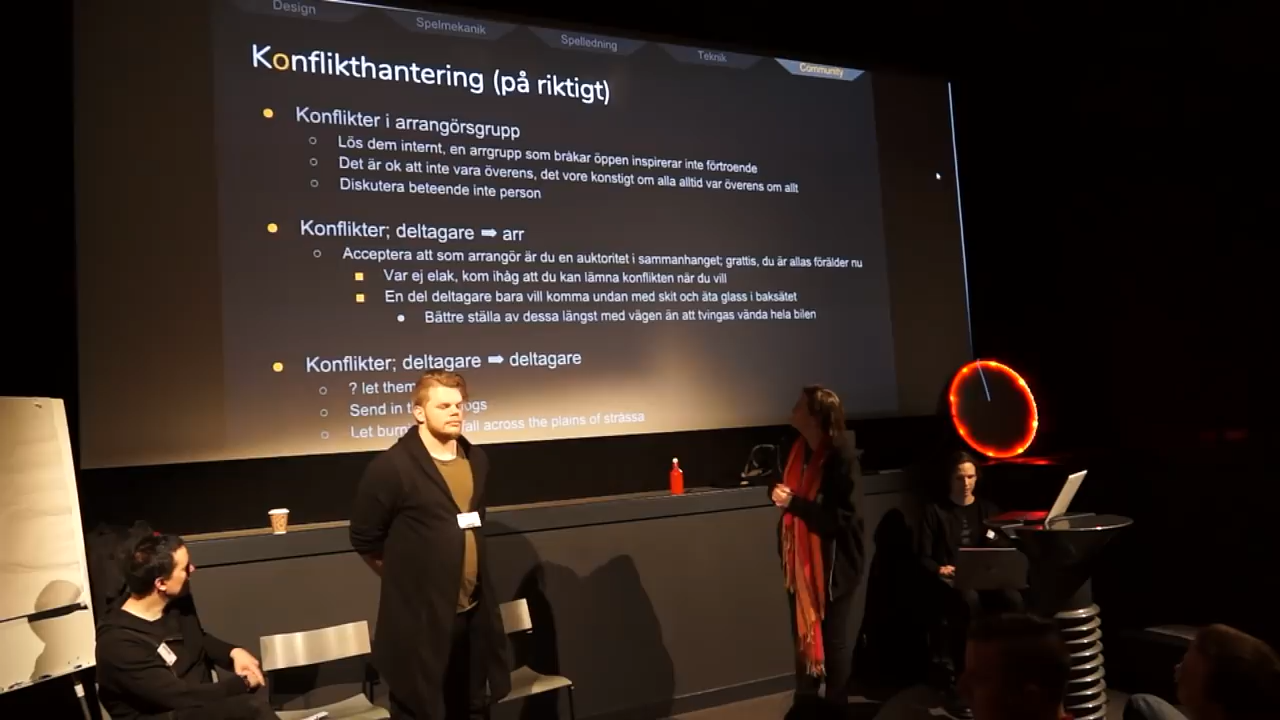 Design
Spelmekanik
Spelledning
Teknik
Community
Konflikthantering (på riktigt)
Konflikter i arrangörsgrupp
Lös dem internt, en arrgrupp som bråkar öppen inspirerar inte förtroende
Det är ok att inte vara överens, det vore konstigt om alla alltid var överens om allt
Diskutera beteende inte person
Konflikter; deltagare ➡ arr
Acceptera att som arrangör är du en auktoritet i sammanhanget; grattis, du är allas förälder nu
Var ej elak, kom ihåg att du kan lämna konflikten när du vill
En del deltagare bara vill komma undan med skit och äta glass i baksätet
Bättre ställa av dessa längst med vägen än att tvingas vända hela bilen
Konflikter; deltagare ➡ deltagare
? let them
Send in
Let across the plains of stråssa